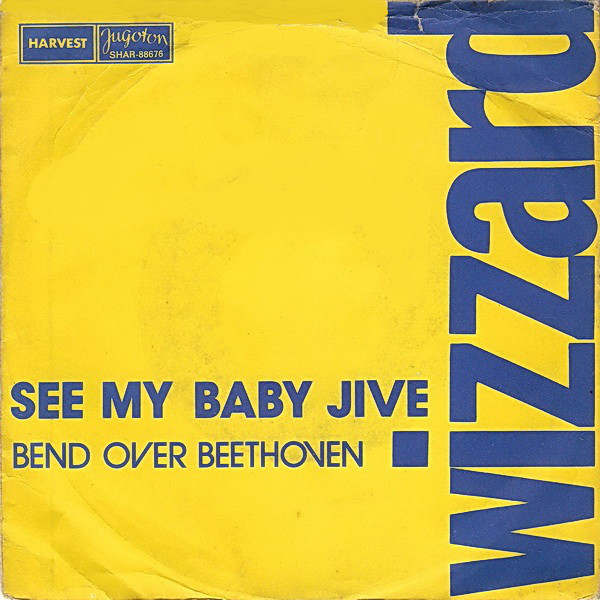 HARVEST
Jugoton
SHAR-88676
wizzard
SEE MY BABY JIVE
BEND OVER BEETHOVEN